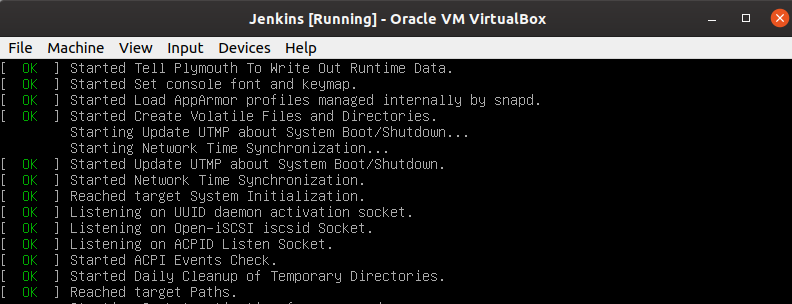 Jenkins [Running] - Oracle VM VirtualBox
File Machine View Input Devices Help
[ OK ] Started Tell Plymouth To Write Out Runtime Data.
[ OK ] Started Set console font and keymap.
[ OK ] Started Load AppArmor profiles managed internally by snapd.
[ OK ] Started Create Volatile Files and Directories.
Starting Update UTMP about System Boot/Shutdown...
Starting Network Time Synchronization...
[ OK ] Started Update UTMP about System Boot/Shutdown.
[ OK ] Started Network Time Synchronization.
[ OK ] Reached target System Initialization.
[ OK ] Listening on UUID daemon activation socket.
[ OK ] Listening on Open-iSCSI iscsid Socket.
[ OK ] Listening on ACPID Listen Socket.
[ OK ] Started ACPI Events Check.
[ OK ] Started Daily Cleanup of Temporary Directories.
[ OK ] Reached target Paths.